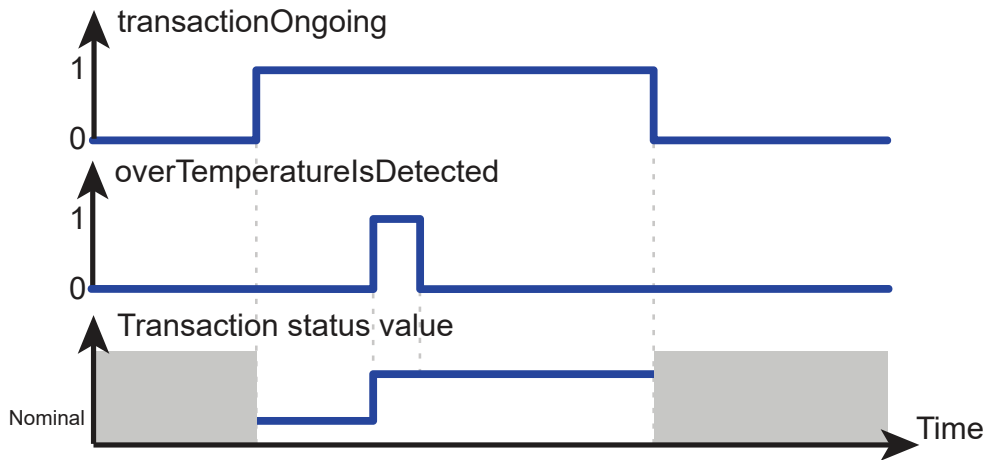 transactionOngoing
1
0
overTemperatureIsDetected
1
0
Transaction status value
Nominal
Time